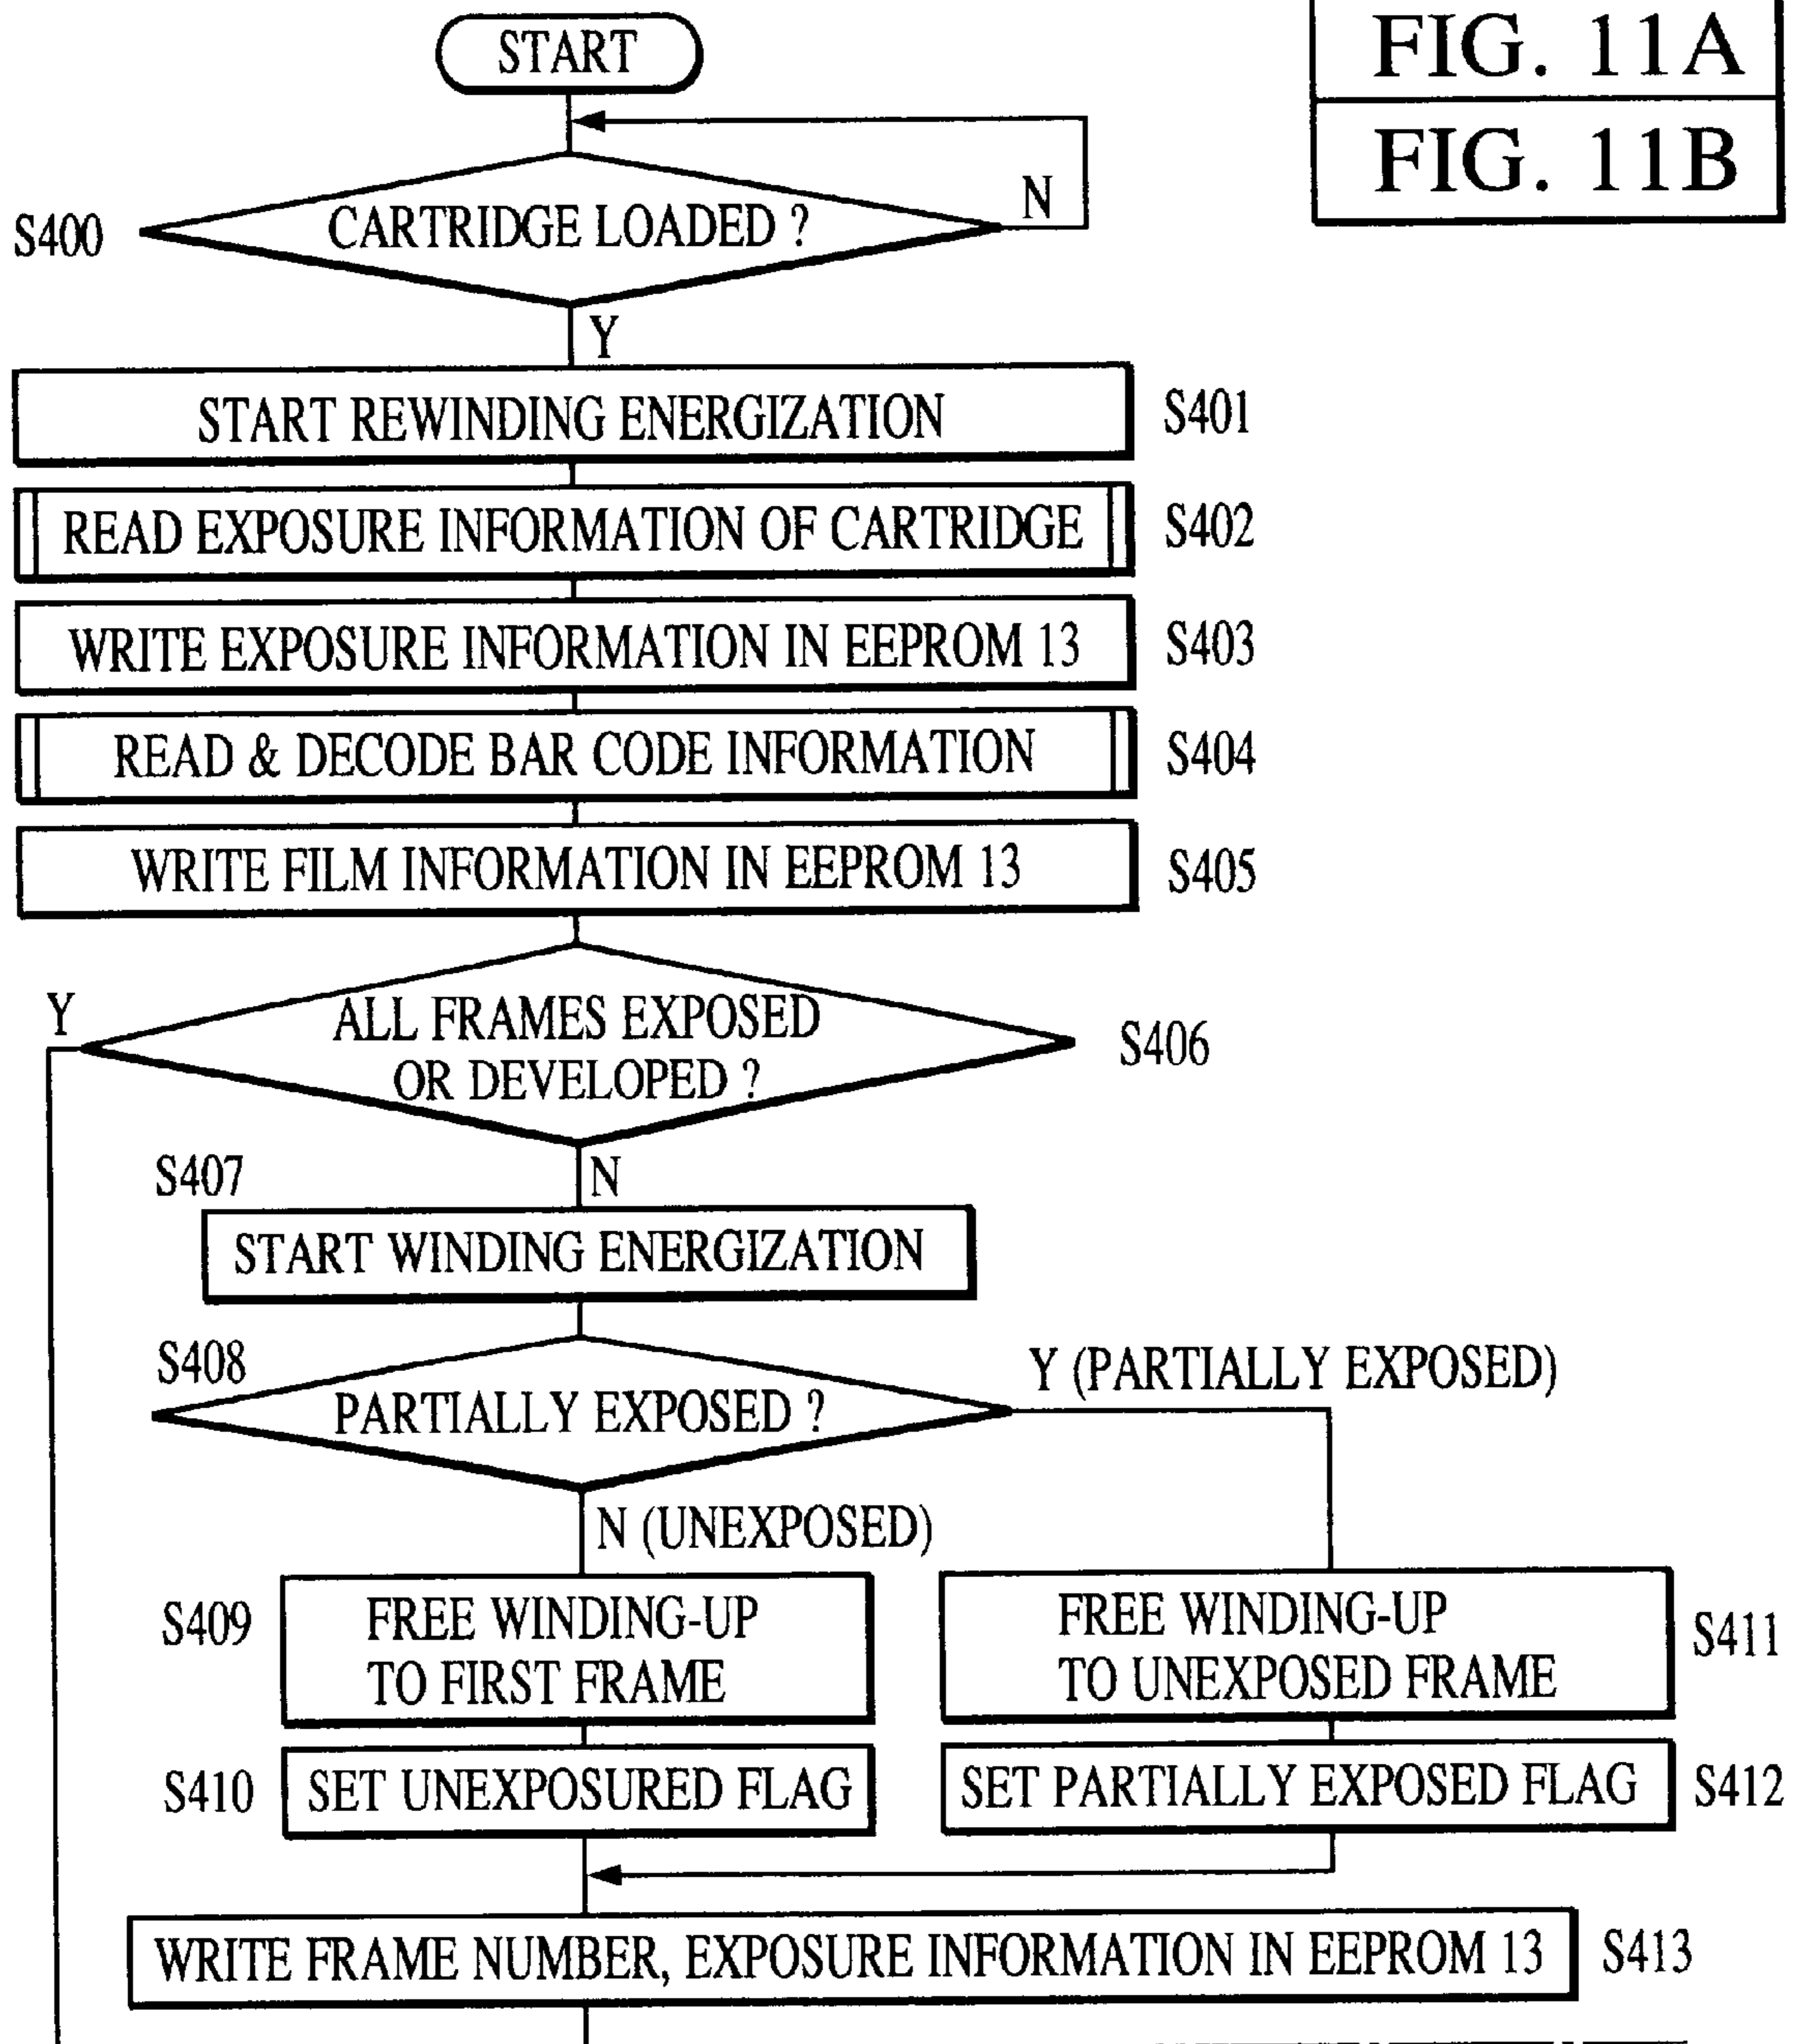 START
FIG. 11A
FIG. 11B
S400
CARTRIDGE LOADED ?
N
Y
START REWINDING ENERGIZATION
S401
READ EXPOSURE INFORMATION OF CARTRIDGE
S402
WRITE EXPOSURE INFORMATION IN EEPROM 13
S403
READ & DECODE BAR CODE INFORMATION
S404
WRITE FILM INFORMATION IN EEPROM 13
S405
Y
ALL FRAMES EXPOSED
OR DEVELOPED ?
S406
N
S407
START WINDING ENERGIZATION
S408
PARTIALLY EXPOSED ?
Y (PARTIALLY EXPOSED)
N (UNEXPOSED)
S409
FREE WINDING-UP
TO FIRST FRAME
FREE WINDING-UP
TO UNEXPOSED FRAME
S411
S410
SET UNEXPOSURED FLAG
SET PARTIALLY EXPOSED FLAG
S412
WRITE FRAME NUMBER, EXPOSURE INFORMATION IN EEPROM 13
S413